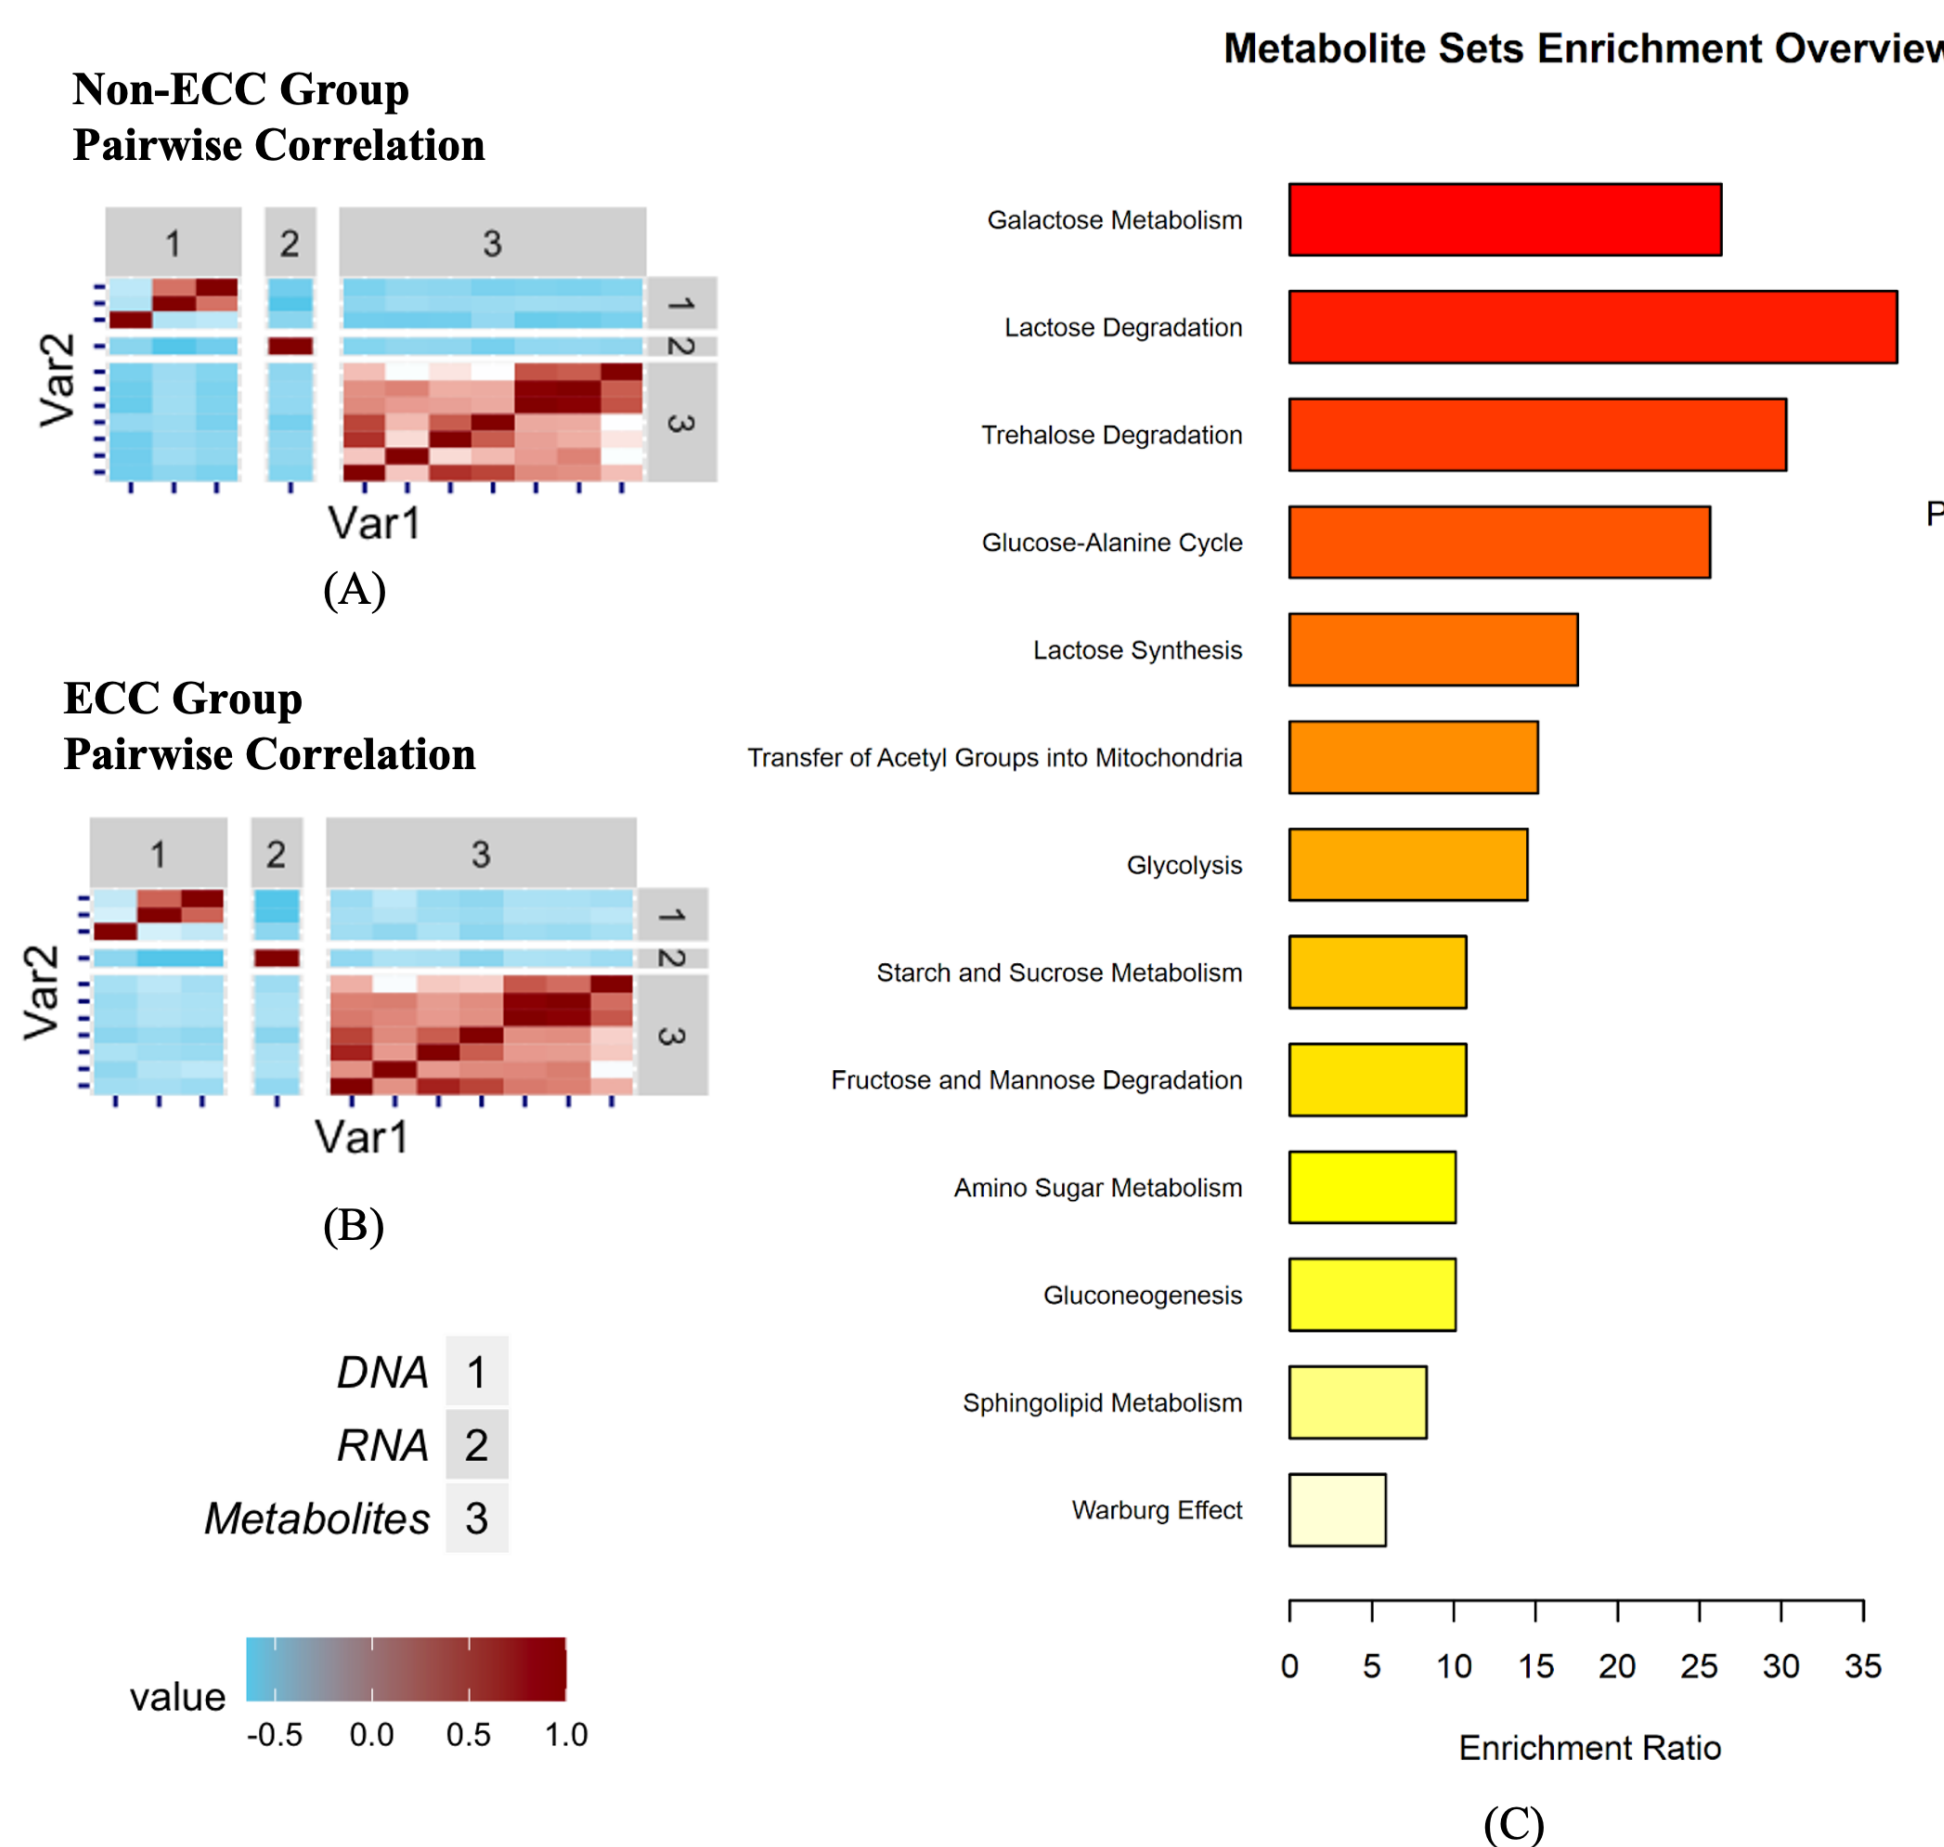 Metabolite Sets Enrichment Overview
Non-ECC Group
Pairwise Correlation
1 2 3
1
2
3
Var2
Var1
(A)
ECC Group
Pairwise Correlation
1 2 3
1
2
3
Var2
Var1
(B)
DNA 1
RNA 2
Metabolites 3
value
-0.5 0.0 0.5 1.0
Galactose Metabolism
Lactose Degradation
Trehalose Degradation
Glucose-Alanine Cycle
Lactose Synthesis
Transfer of Acetyl Groups into Mitochondria
Glycolysis
Starch and Sucrose Metabolism
Fructose and Mannose Degradation
Amino Sugar Metabolism
Gluconeogenesis
Sphingolipid Metabolism
Warburg Effect
0 5 10 15 20 25 30 35
Enrichment Ratio
(C)
P